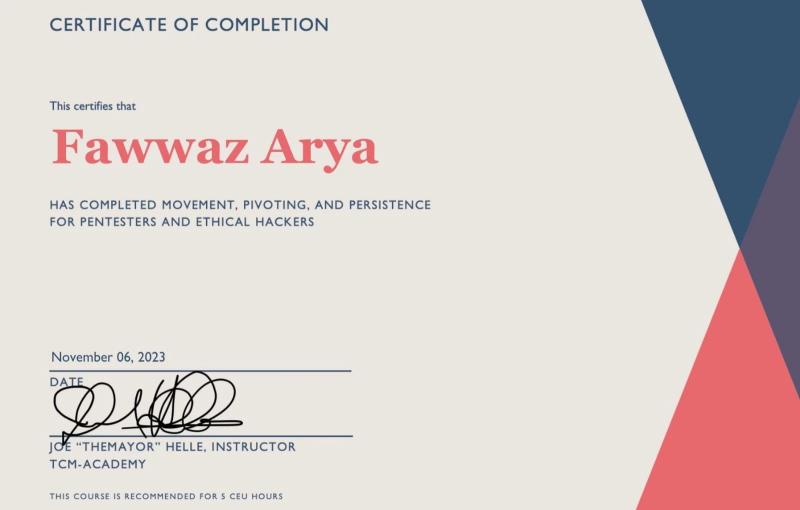 CERTIFICATE OF COMPLETION
This certifies that
Fawwaz Arya
HAS COMPLETED MOVEMENT, PIVOTING, AND PERSISTENCE
FOR PENTESTERS AND ETHICAL HACKERS
November 06, 2023
DATE
JOE “THEMAYOR” HELLE, INSTRUCTOR
TCM-ACADEMY
THIS COURSE IS RECOMMENDED FOR 5 CEU HOURS